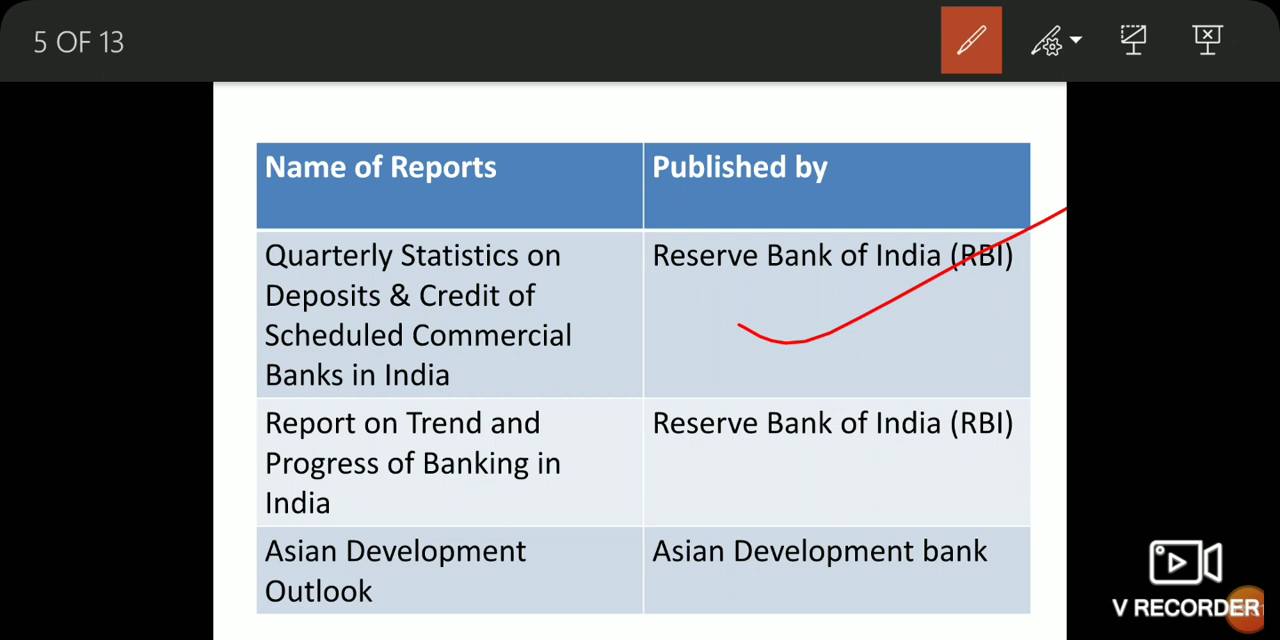 5 OF 13
Name of Reports
Published by
Quarterly Statistics on
Deposits & Credit of
Scheduled Commercial
Banks in India
Reserve Bank of India (RBI)
Report on Trend and
Progress of Banking in
India
Reserve Bank of India (RBI)
Asian Development
Outlook
Asian Development bank
V RECORDER